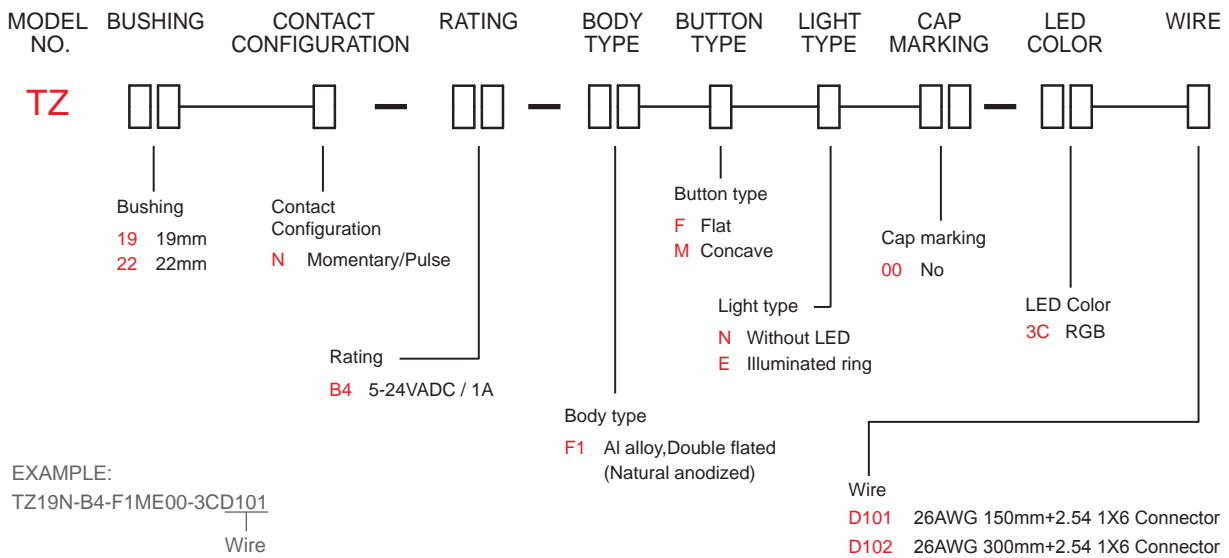 MODEL NO.
BUSHING
CONTACT CONFIGURATION
RATING
BODY TYPE
BUTTON TYPE
LIGHT TYPE
CAP MARKING
LED COLOR
WIRE
TZ
Bushing
19 19mm
22 22mm
Contact
Configuration
N Momentary/Pulse
Rating
B4 5-24VADC / 1A
Body type
F1 Al alloy,Double flated
(Natural anodized)
Button type
F Flat
M Concave
Light type
N Without LED
E Illuminated ring
Cap marking
00 No
LED Color
3C RGB
Wire
D101 26AWG 150mm+2.54 1X6 Connector
D102 26AWG 300mm+2.54 1X6 Connector
EXAMPLE:
TZ19N-B4-F1ME00-3CD101
Wire